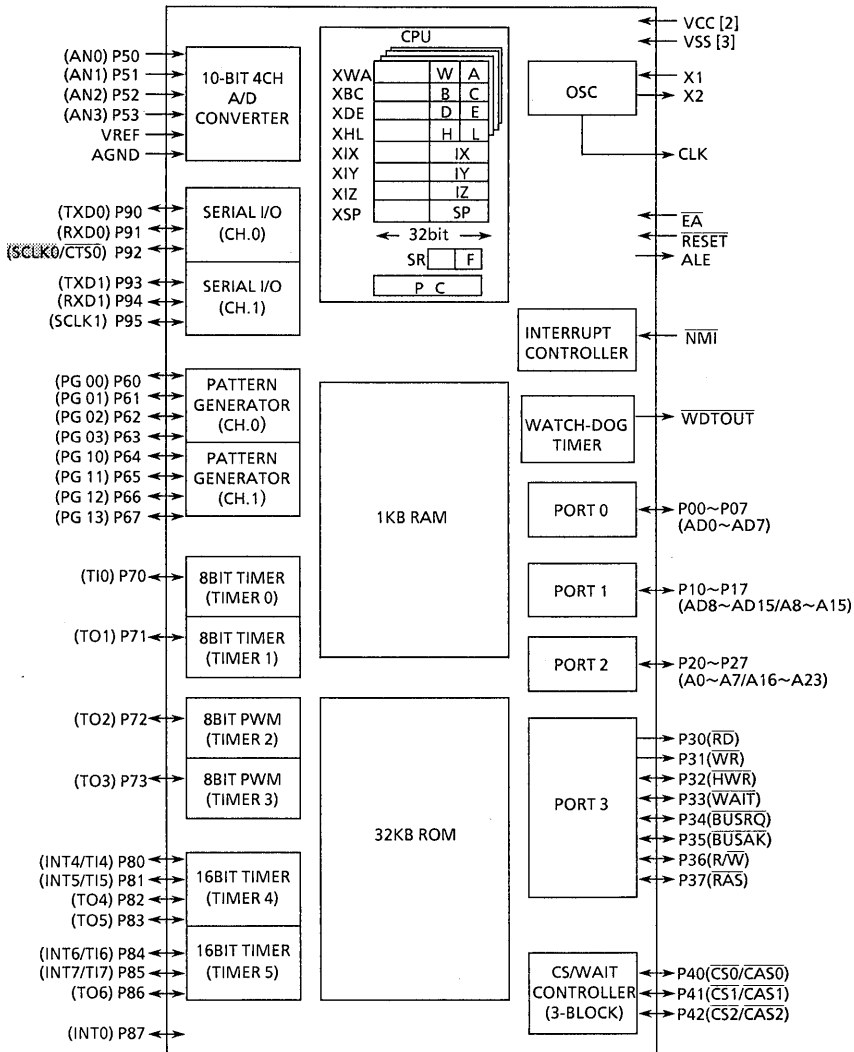 (AN0) P50
(AN1) P51
(AN2) P52
(AN3) P53
VREF
AGND
10-BIT 4CH
A/D
CONVERTER
(TXD0) P90
(RXD0) P91
(SCLK0/CTS0) P92
SERIAL I/O
(CH.0)
(TXD1) P93
(RXD1) P94
(SCLK1) P95
SERIAL I/O
(CH.1)
(PG 00) P60
(PG 01) P61
(PG 02) P62
(PG 03) P63
PATTERN
GENERATOR
(CH.0)
(PG 10) P64
(PG 11) P65
(PG 12) P66
(PG 13) P67
PATTERN
GENERATOR
(CH.1)
(TI0) P70
8BIT TIMER
(TIMER 0)
(TO1) P71
8BIT TIMER
(TIMER 1)
(TO2) P72
8BIT PWM
(TIMER 2)
(TO3) P73
8BIT PWM
(TIMER 3)
(INT4/TI4) P80
(INT5/TI5) P81
(TO4) P82
(TO5) P83
16BIT TIMER
(TIMER 4)
(INT6/TI6) P84
(INT7/TI7) P85
(TO6) P86
16BIT TIMER
(TIMER 5)
(INT0) P87
CPU
XWA W A
XBC B C
XDE D E
XHL H L
XIX IX
XIY IY
XIZ IZ
XSP SP
32bit
SR F
P C
1KB RAM
32KB ROM
VCC [2]
VSS [3]
OSC
X1
X2
CLK
EA
RESET
ALE
INTERRUPT
CONTROLLER
NMI
WATCH-DOG
TIMER
WDTOUT
PORT 0
P00~P07
(AD0~AD7)
PORT 1
P10~P17
(AD8~AD15/A8~A15)
PORT 2
P20~P27
(A0~A7/A16~A23)
PORT 3
P30(RD)
P31(WR)
P32(HWR)
P33(WAIT)
P34(BUSRQ)
P35(BUSAK)
P36(R/W)
P37(RAS)
CS/WAIT
CONTROLLER
(3-BLOCK)
P40(CS0/CAS0)
P41(CS1/CAS1)
P42(CS2/CAS2)